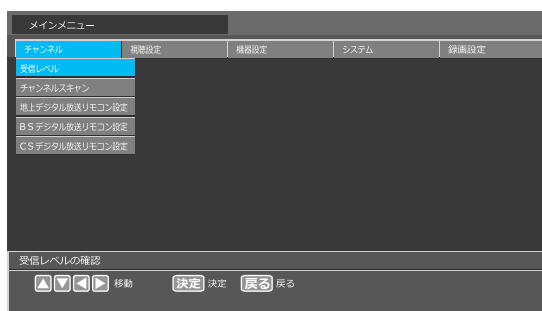 メインメニュー
チャンネル 視聴設定 機器設定 システム 録画設定
受信レベル
チャンネルスキャン
地上デジタル放送リモコン設定
BSデジタル放送リモコン設定
CSデジタル放送リモコン設定
受信レベルの確認
▲▼◀▶ 移動 決定 決定 戻る 戻る